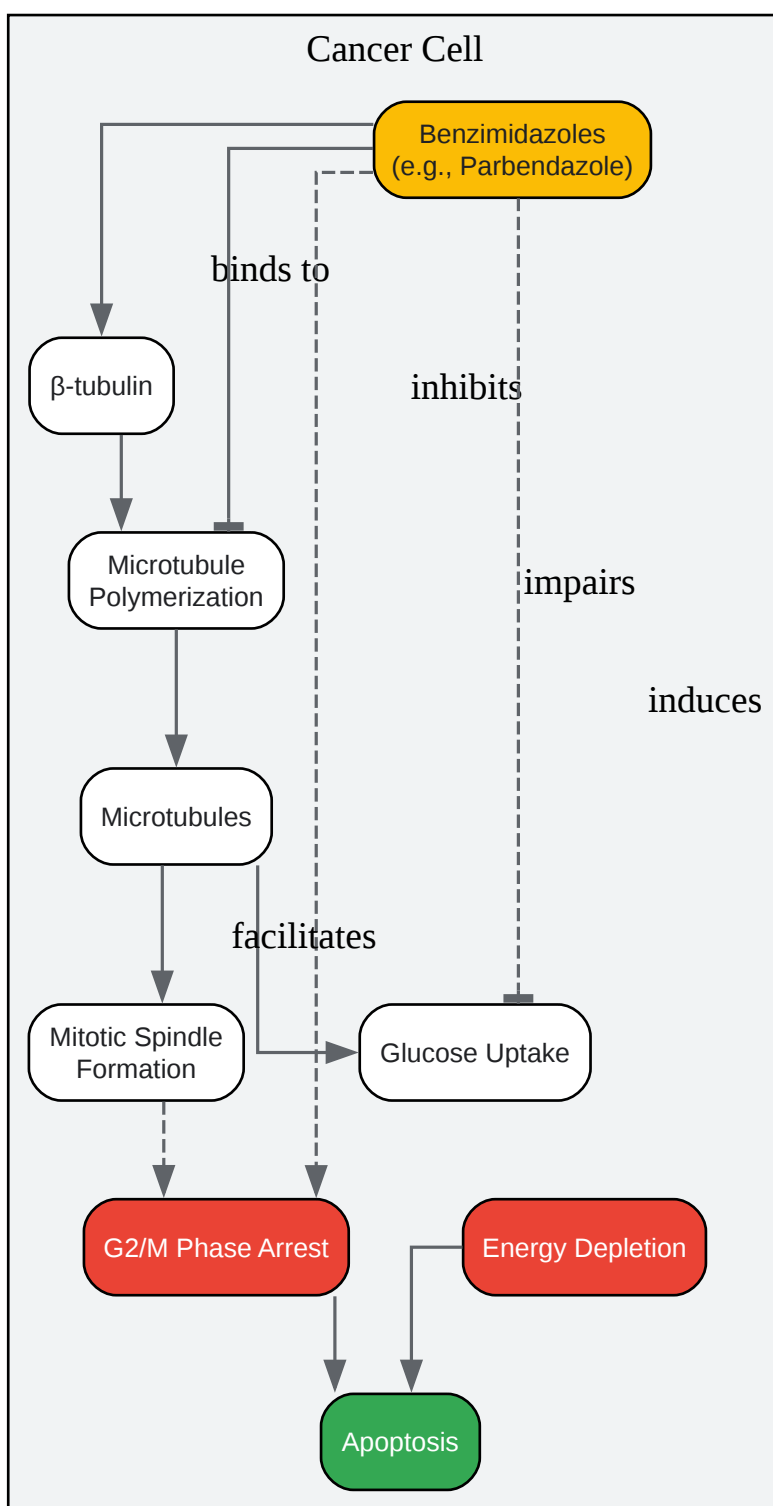 Cancer Cell
Benzimidazoles
(e.g., Parbendazole)
binds to
β-tubulin
inhibits
Microtubule
Polymerization
impairs
induces
Microtubules
facilitates
Mitotic Spindle
Formation
Glucose Uptake
G2/M Phase Arrest
Energy Depletion
Apoptosis